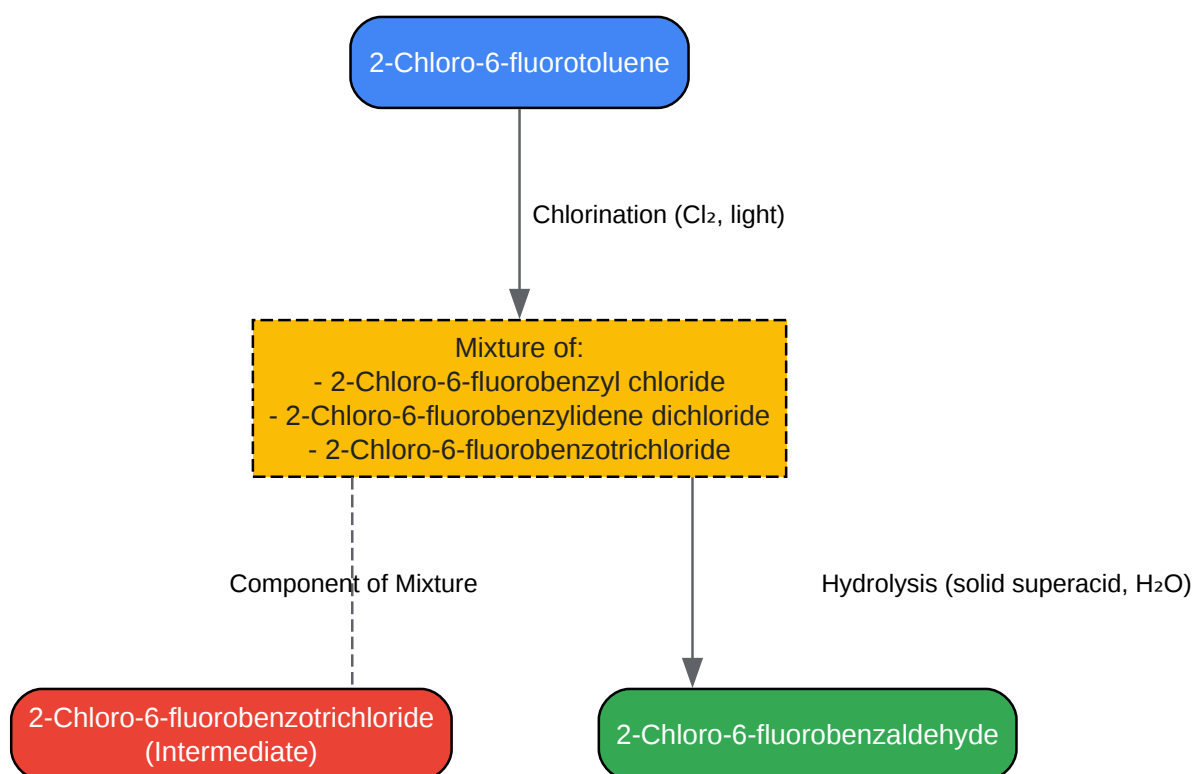 2-Chloro-6-fluorotoluene
Chlorination (Cl₂, light)
Mixture of:
- 2-Chloro-6-fluorobenzyl chloride
- 2-Chloro-6-fluorobenzylidene dichloride
- 2-Chloro-6-fluorobenzotrichloride
Component of Mixture
Hydrolysis (solid superacid, H₂O)
2-Chloro-6-fluorobenzotrichloride
(Intermediate)
2-Chloro-6-fluorobenzaldehyde